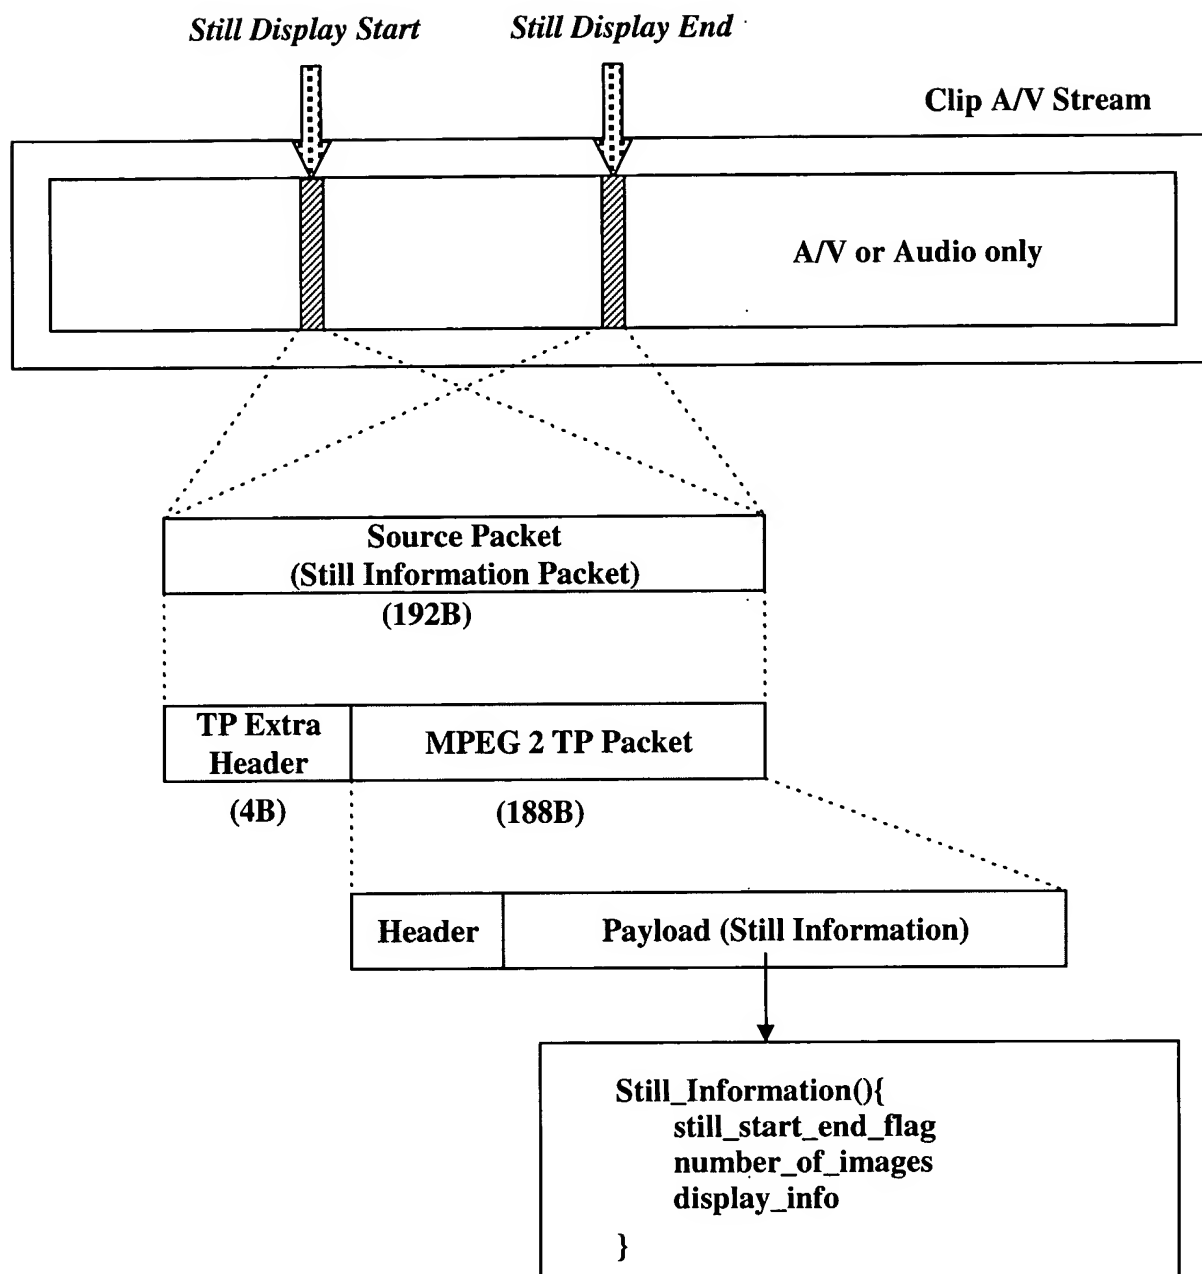 Still Display Start
Still Display End
Clip A/V Stream
A/V or Audio only
Source Packet
(Still Information Packet)
(192B)
TP Extra
Header
MPEG 2 TP Packet
(4B)
(188B)
Header
Payload (Still Information)
Still_Information(){
still_start_end_flag
number_of_images
display_info
}